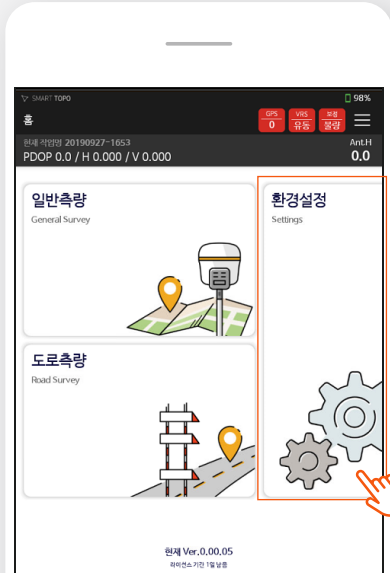 SMART TOPO
98%
홈
GPS
0
VRS
유동
보정
불량
현재 작업명 20190927-1653
Ant.H
PDOP 0.0 / H 0.000 / V 0.000
0.0
일반측량
General Survey
환경설정
Settings
도로측량
Road Survey
현재 Ver.0.00.05
라이선스 기간 1일 남음